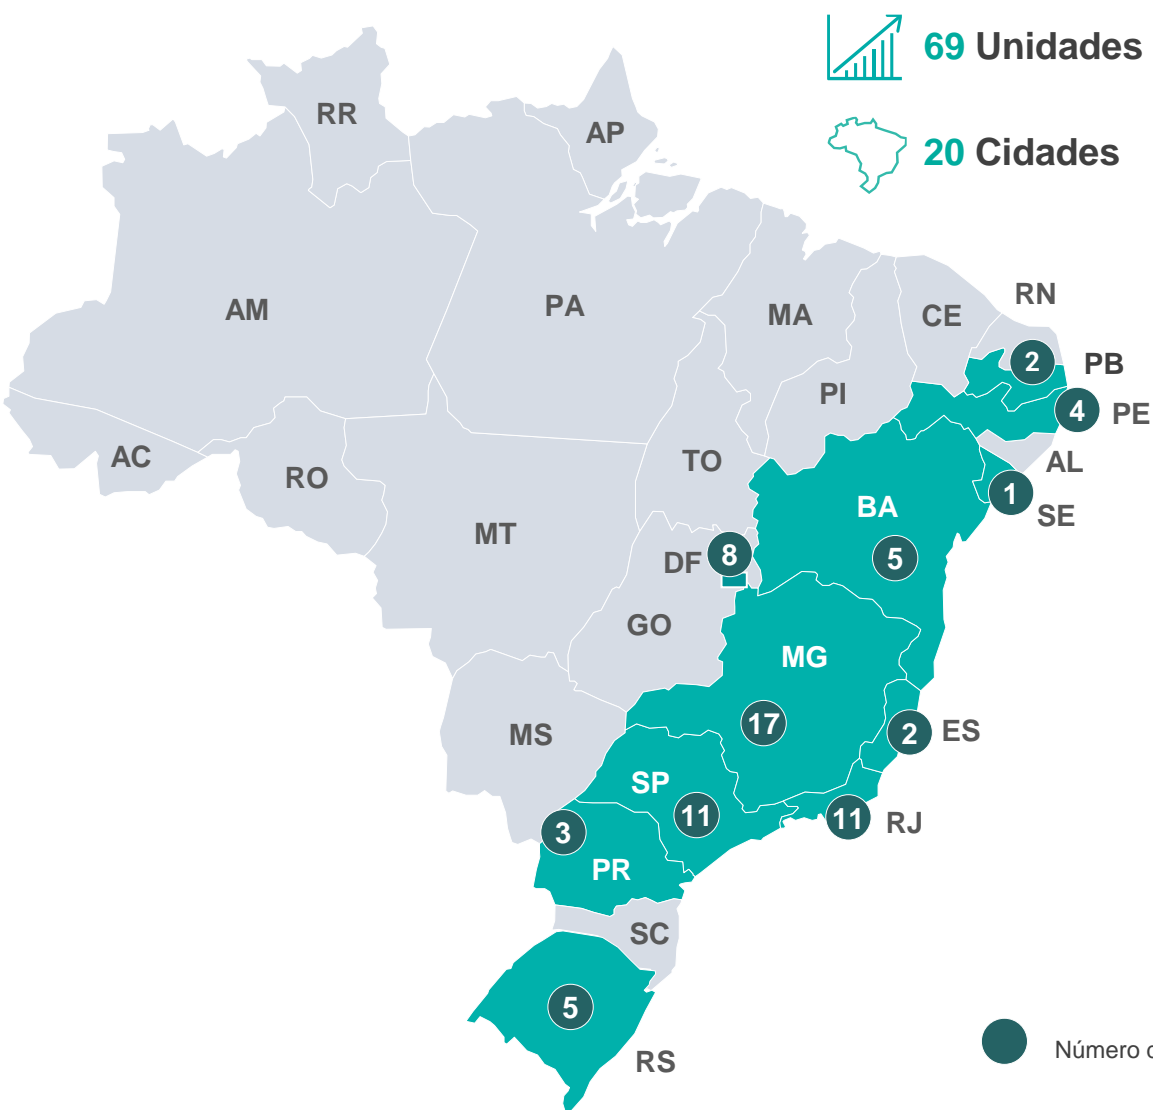 69 Unidades
20 Cidades
RR
AP
AM
PA
MA
CE
RN
PI
2
PB
4
PE
AC
RO
TO
AL
1
SE
MT
BA
5
DF
8
GO
MG
17
MS
ES
2
SP
11
11
RJ
3
PR
SC
5
RS
Número